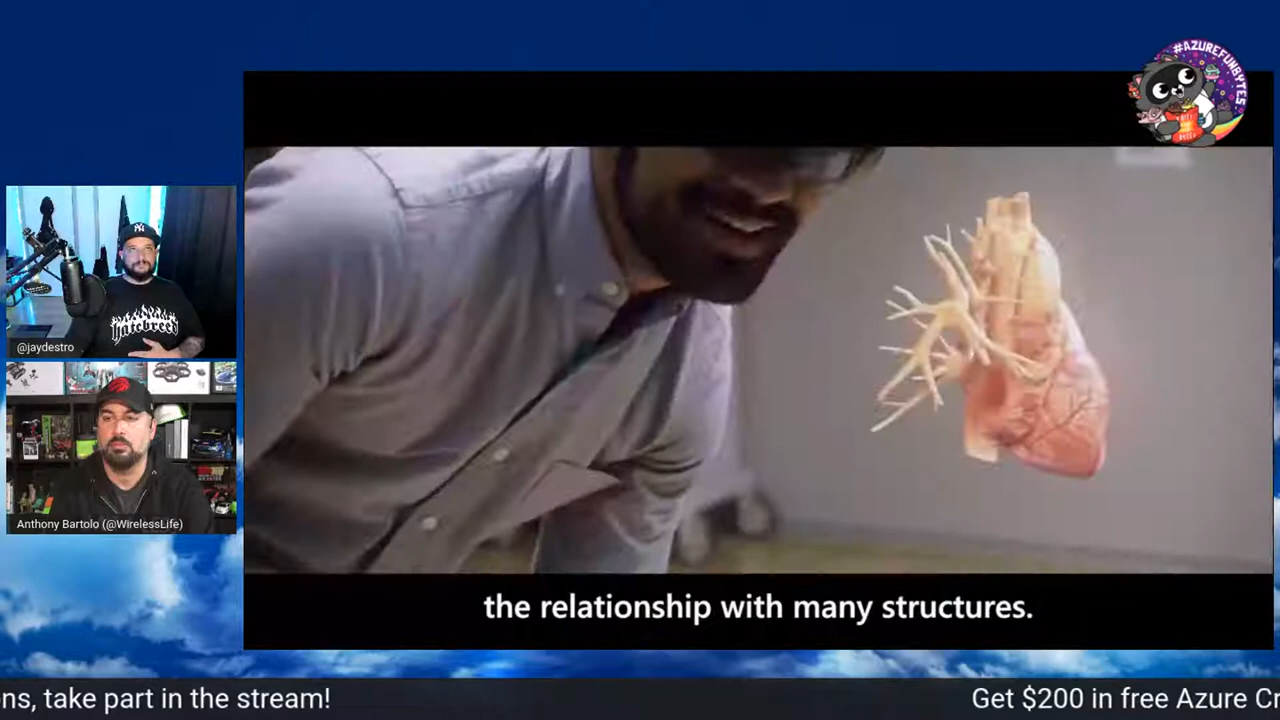 #AZUREFUNBYTES
Hatebreed
@jaydestro
Anthony Bartolo (@WirelessLife)
the relationship with many structures.
ns, take part in the stream!
Get $200 in free Azure Cr